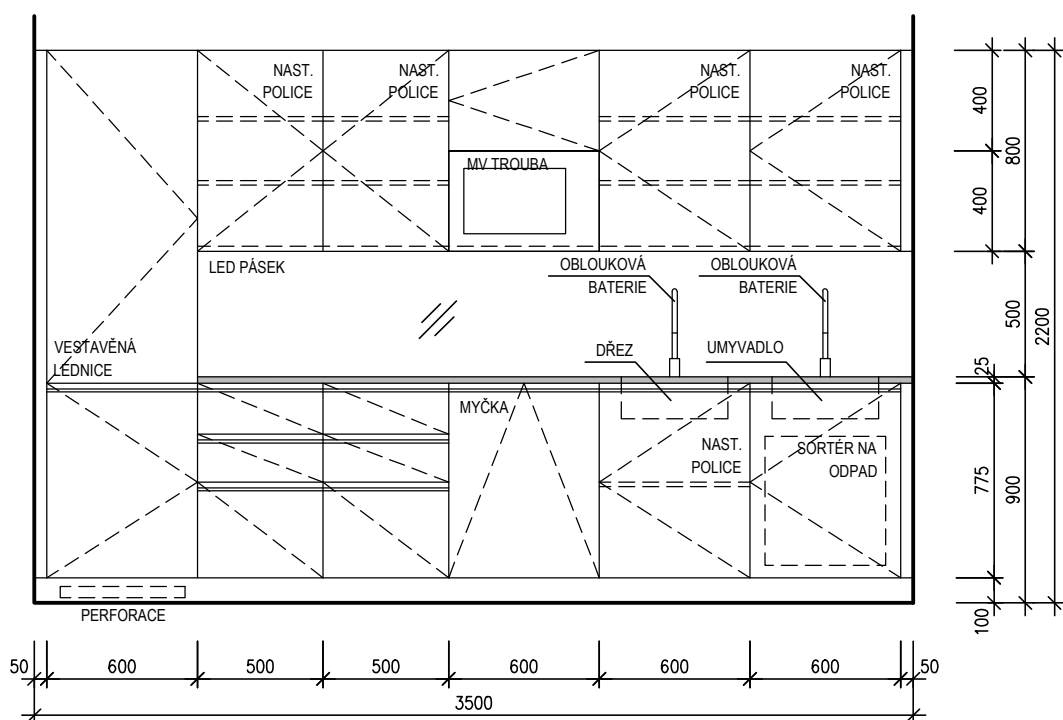 NAST.
POLICE
NAST.
POLICE
NAST.
POLICE
NAST.
POLICE
MV TROUBA
LED PÁSEK
OBLOUKOVÁ
BATERIE
OBLOUKOVÁ
BATERIE
VESTAVĚNÁ
LEDNICE
DŘEZ
UMYVADLO
MYČKA
NAST.
POLICE
SORTÉR NA
ODPAD
PERFORACE
400
400
800
500
2200
25
775
900
100
50
600
500
500
600
600
600
50
3500